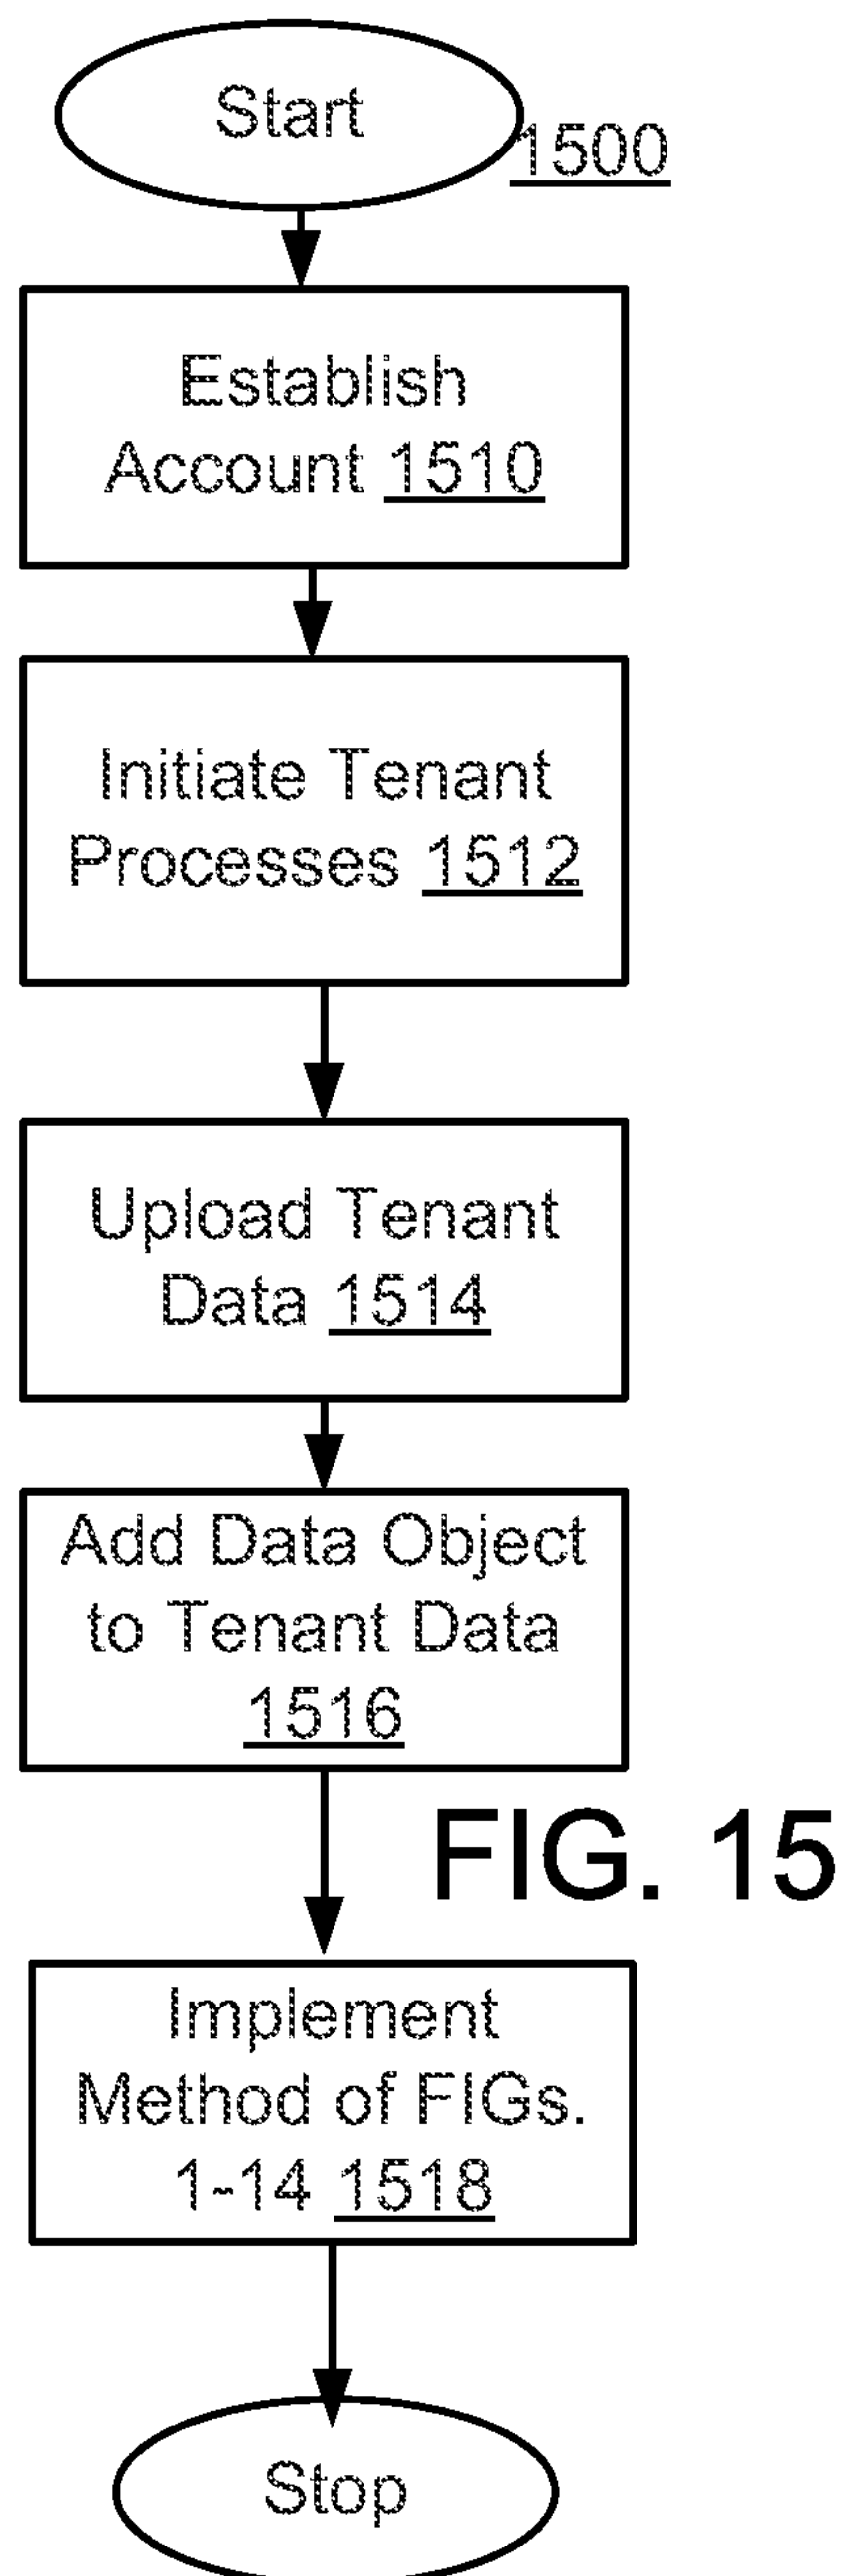 Start
1500
Establish
Account 1510
Initiate Tenant
Processes 1512
Upload Tenant
Data 1514
Add Data Object
to Tenant Data
1516
FIG. 15
Implement
Method of FIGs.
1-14 1518
Stop